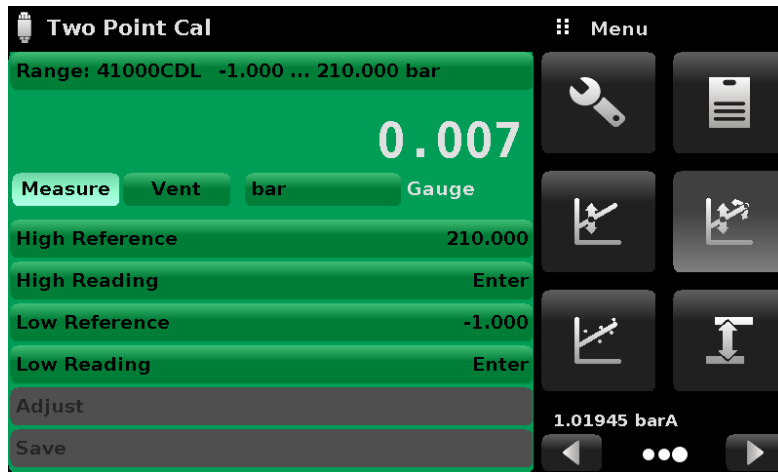 Two Point Cal
Menu
Range: 41000CDL -1.000 ... 210.000 bar
0.007
Measure Vent bar Gauge
High Reference 210.000
High Reading Enter
Low Reference -1.000
Low Reading Enter
Adjust
Save
1.01945 barA